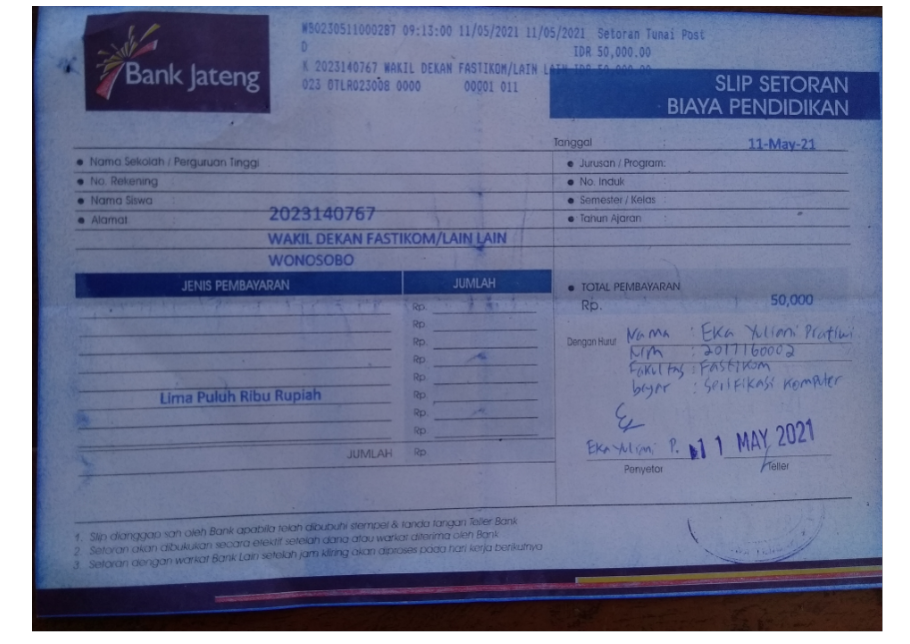 Bank Jateng
WS0230511000287 09:13:00 11/05/2021 11/05/2021 Setoran Tunai Post
D IDR 50,000.00
K 2023140767 WAKIL DEKAN FASTIKOM/LAIN LAIN IDR 50,000.00
023 0TLR023008 0000 00001 011
SLIP SETORAN
BIAYA PENDIDIKAN
Tanggal 11-May-21
• Nama Sekolah / Perguruan Tinggi
• No. Rekening :
• Nama Siswa :
• Alamat :
• Jurusan / Program:
• No. Induk :
• Semester / Kelas :
• Tahun Ajaran :
2023140767
WAKIL DEKAN FASTIKOM/LAIN LAIN
WONOSOBO
JENIS PEMBAYARAN JUMLAH
Rp.
Rp.
Rp.
Rp.
Rp.
Rp.
Rp.
Rp.
Lima Puluh Ribu Rupiah
JUMLAH Rp.
• TOTAL PEMBAYARAN
Rp. 50,000
Dengan Huruf
Nama : Eka Yuliani Pratiwi
Nim : 2017160002
Fakultas : Fastikom
bayar : Sertifikasi Komputer
Eka Yuliani P.
11 MAY 2021
Penyetor Teller
1. Slip dianggap sah oleh Bank apabila telah dibubuhi stempel & tanda tangan Teller Bank
2. Setoran akan dibukukan secara efektif setelah dana atau warkat diterima oleh Bank
3. Setoran dengan warkat Bank Lain setelah jam kliring akan diproses pada hari kerja berikutnya